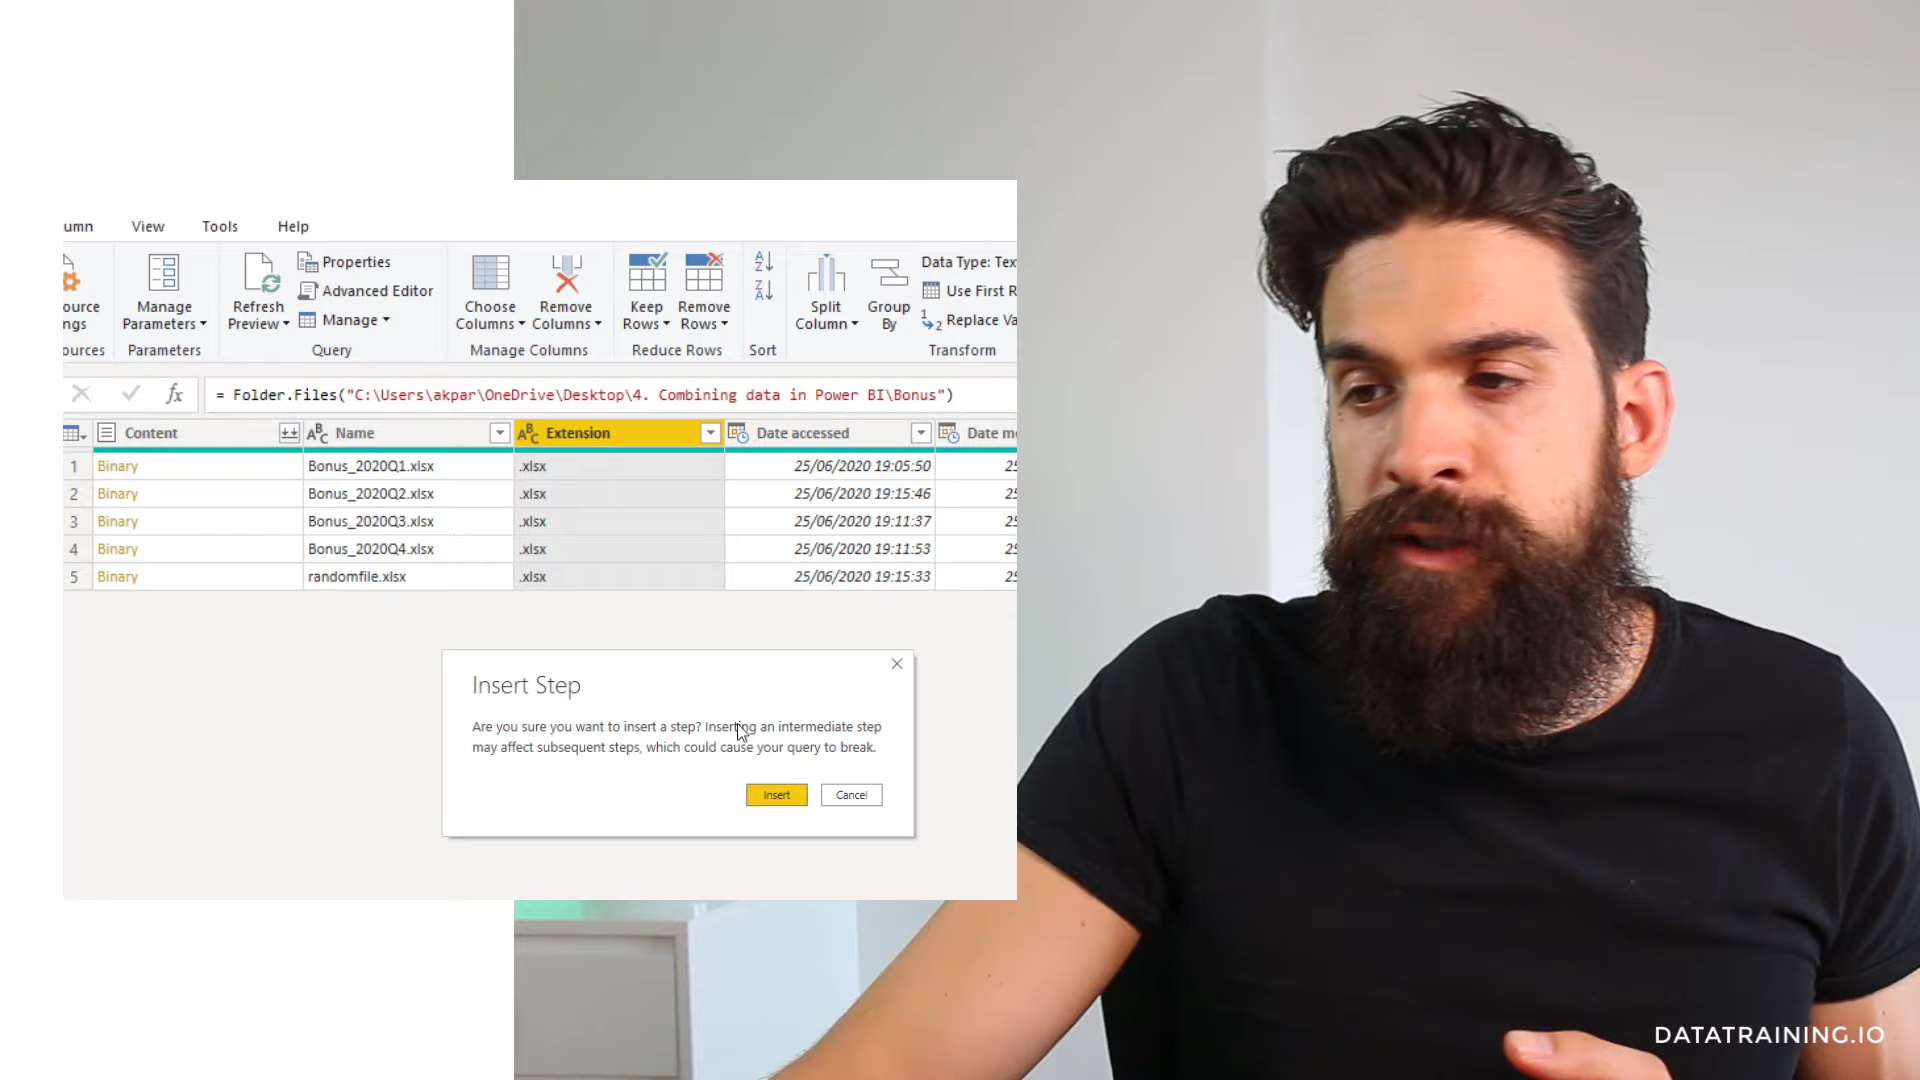 umn View Tools Help
ource
ngs
ources
Manage
Parameters
Parameters
Refresh
Preview
Properties
Advanced Editor
Manage
Query
Choose
Columns
Remove
Columns
Manage Columns
Keep
Rows
Remove
Rows
Reduce Rows
Sort
Split
Column
Group
By
Data Type: Tex
Use First R
Replace Va
Transform
fx = Folder.Files("C:\Users\akpar\OneDrive\Desktop\4. Combining data in Power BI\Bonus")
Content Name Extension Date accessed Date m
1 Binary Bonus_2020Q1.xlsx .xlsx 25/06/2020 19:05:50 25
2 Binary Bonus_2020Q2.xlsx .xlsx 25/06/2020 19:15:46 25
3 Binary Bonus_2020Q3.xlsx .xlsx 25/06/2020 19:11:37 25
4 Binary Bonus_2020Q4.xlsx .xlsx 25/06/2020 19:11:53 25
5 Binary randomfile.xlsx .xlsx 25/06/2020 19:15:33 25
Insert Step
Are you sure you want to insert a step? Inserting an intermediate step
may affect subsequent steps, which could cause your query to break.
Insert Cancel
DATATRAINING.IO